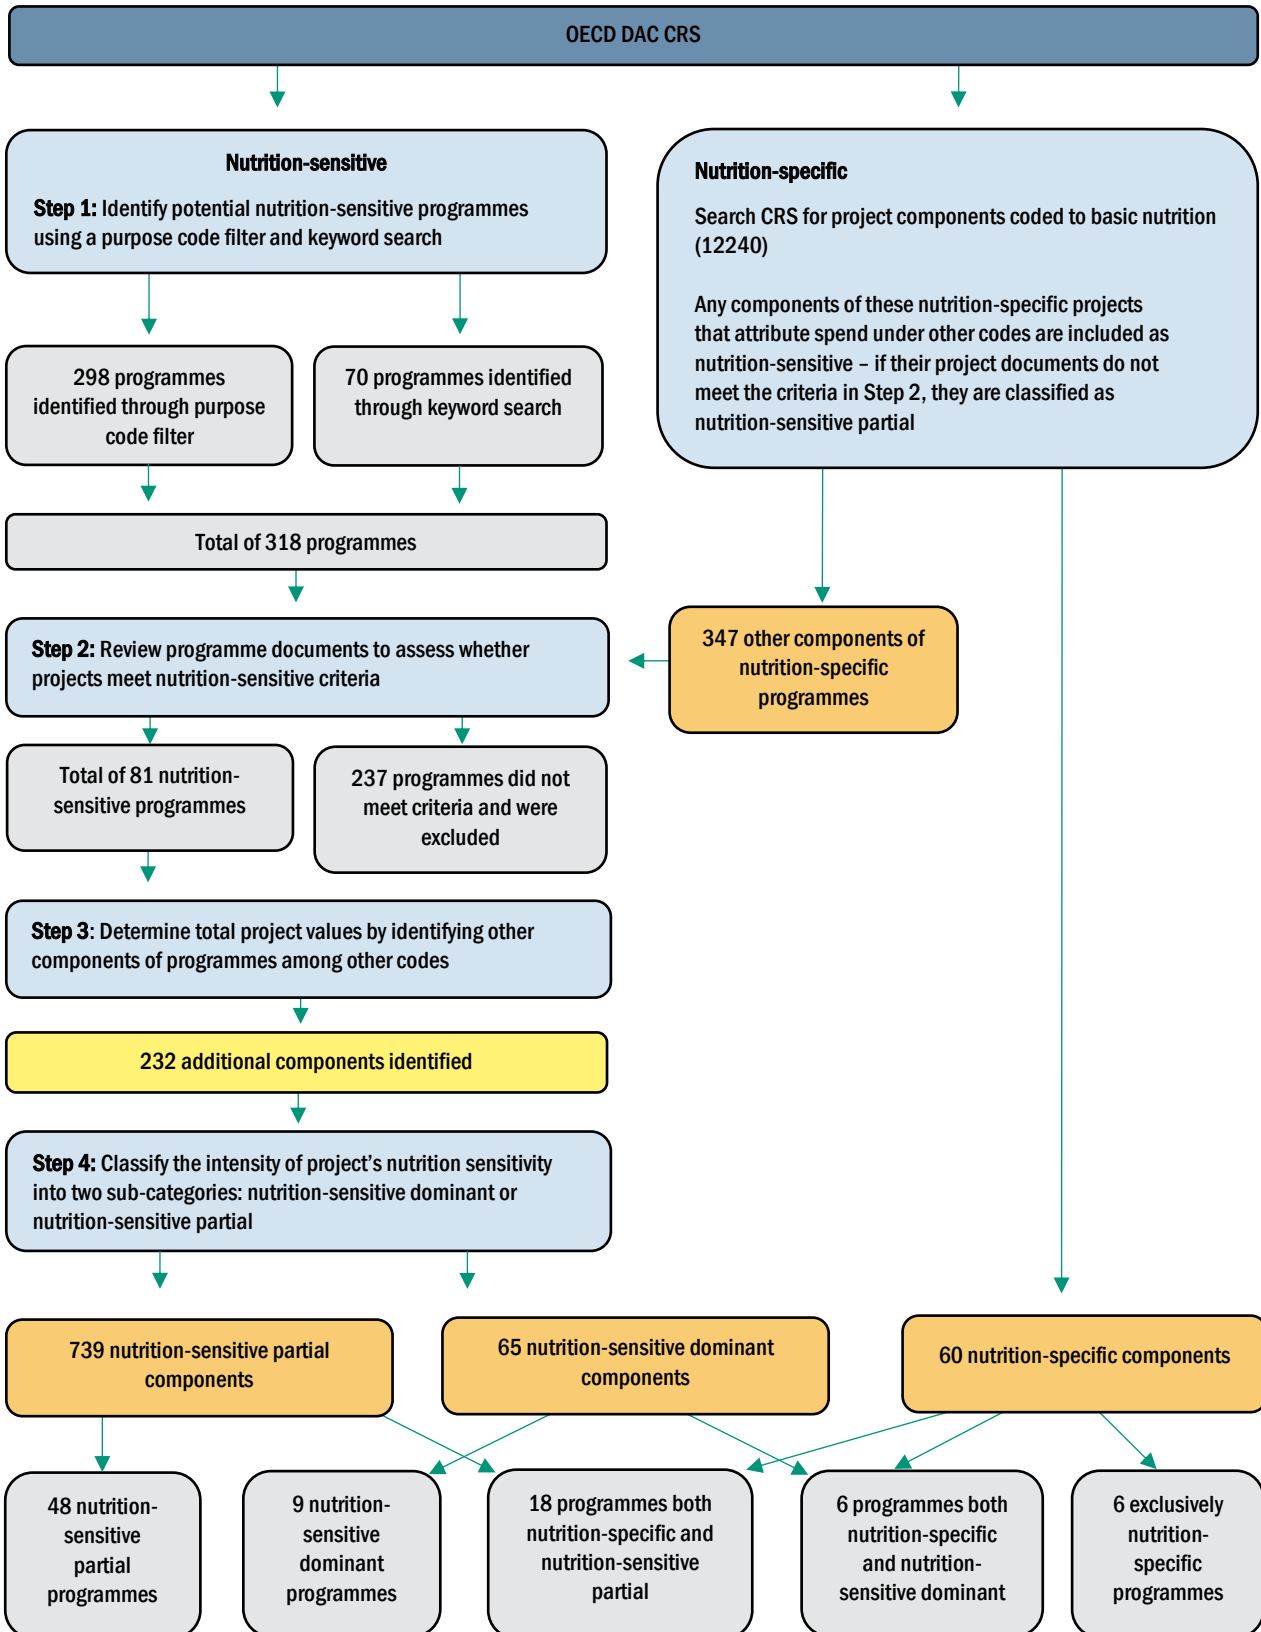 OECD DAC CRS
Nutrition-sensitive
Step 1: Identify potential nutrition-sensitive programmes
using a purpose code filter and keyword search
Nutrition-specific
Search CRS for project components coded to basic nutrition
(12240)
Any components of these nutrition-specific projects
that attribute spend under other codes are included as
nutrition-sensitive – if their project documents do not
meet the criteria in Step 2, they are classified as
nutrition-sensitive partial
298 programmes
identified through purpose
code filter
70 programmes identified
through keyword search
Total of 318 programmes
Step 2: Review programme documents to assess whether
projects meet nutrition-sensitive criteria
347 other components of
nutrition-specific
programmes
Total of 81 nutrition-
sensitive programmes
237 programmes did not
meet criteria and were
excluded
Step 3: Determine total project values by identifying other
components of programmes among other codes
232 additional components identified
Step 4: Classify the intensity of project’s nutrition sensitivity
into two sub-categories: nutrition-sensitive dominant or
nutrition-sensitive partial
739 nutrition-sensitive partial
components
65 nutrition-sensitive dominant
components
60 nutrition-specific components
48 nutrition-
sensitive
partial
programmes
9 nutrition-
sensitive
dominant
programmes
18 programmes both
nutrition-specific and
nutrition-sensitive
partial
6 programmes both
nutrition-specific
and nutrition-
sensitive dominant
6 exclusively
nutrition-
specific
programmes